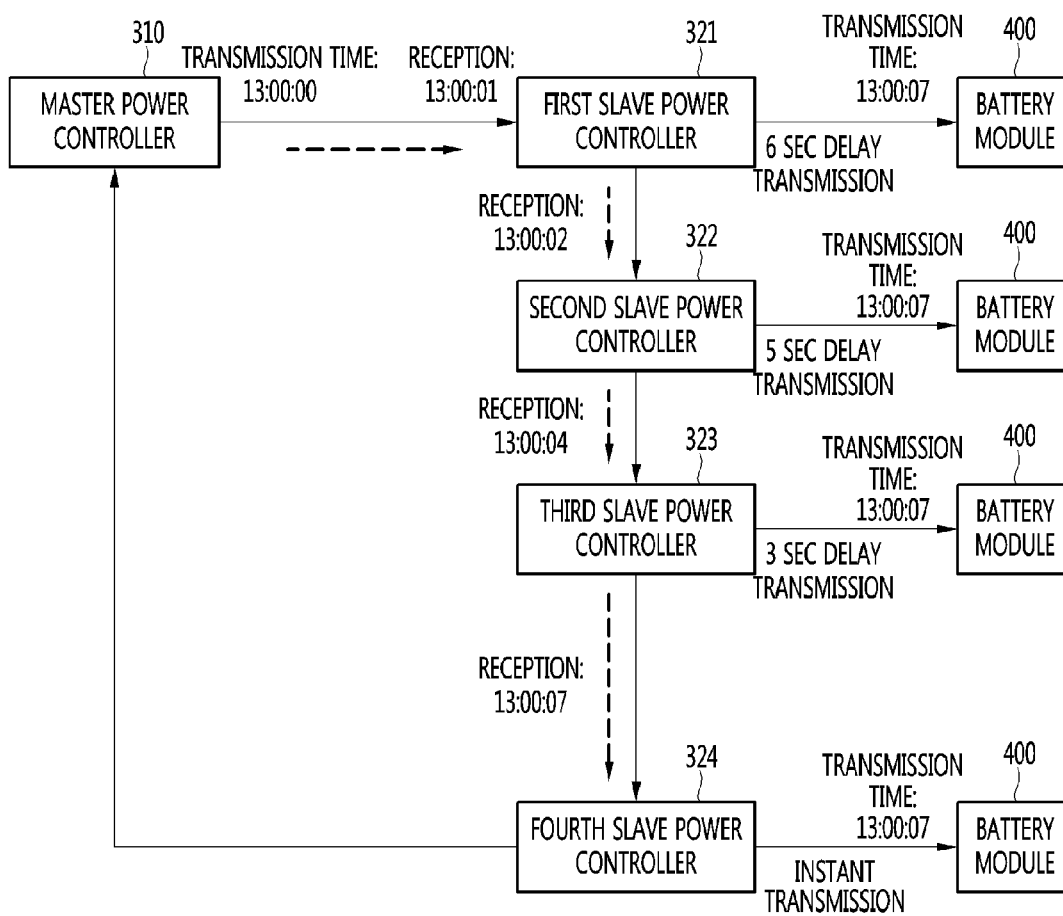 310
TRANSMISSION TIME:
13:00:00
RECEPTION:
13:00:01
321
TRANSMISSION
TIME:
13:00:07
400
MASTER POWER
CONTROLLER
FIRST SLAVE POWER
CONTROLLER
BATTERY
MODULE
6 SEC DELAY
TRANSMISSION
RECEPTION:
13:00:02
322
TRANSMISSION
TIME:
13:00:07
400
SECOND SLAVE POWER
CONTROLLER
BATTERY
MODULE
5 SEC DELAY
TRANSMISSION
RECEPTION:
13:00:04
323
TRANSMISSION
TIME:
13:00:07
400
THIRD SLAVE POWER
CONTROLLER
BATTERY
MODULE
3 SEC DELAY
TRANSMISSION
RECEPTION:
13:00:07
324
TRANSMISSION
TIME:
13:00:07
400
FOURTH SLAVE POWER
CONTROLLER
BATTERY
MODULE
INSTANT
TRANSMISSION